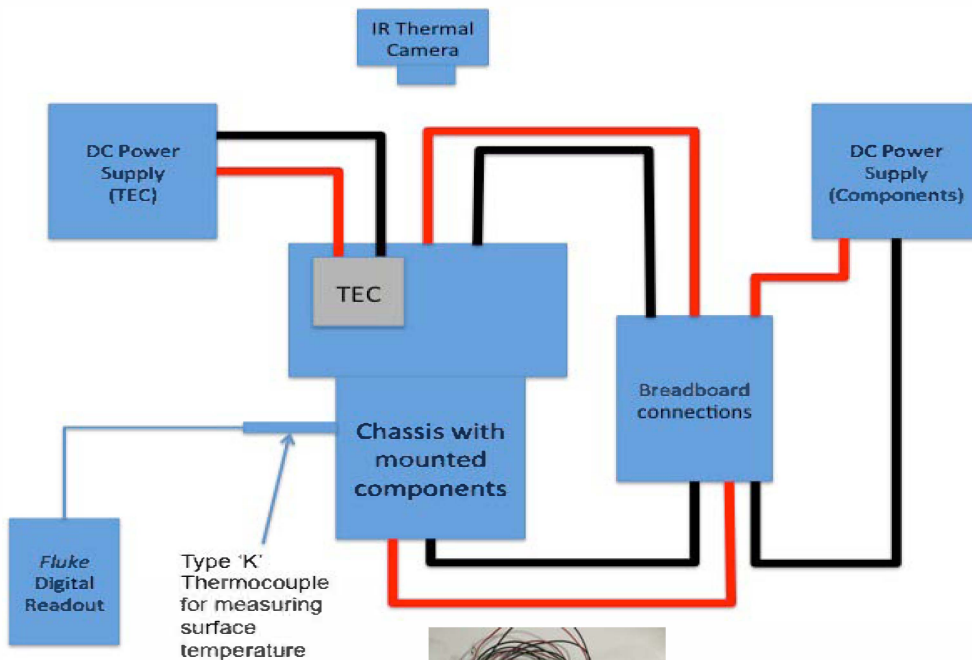 IR Thermal
Camera
DC Power
Supply
(TEC)
DC Power
Supply
(Components)
TEC
Breadboard
connections
Chassis with
mounted
components
Fluke
Digital
Readout
Type ‘K’
Thermocouple
for measuring
surface
temperature